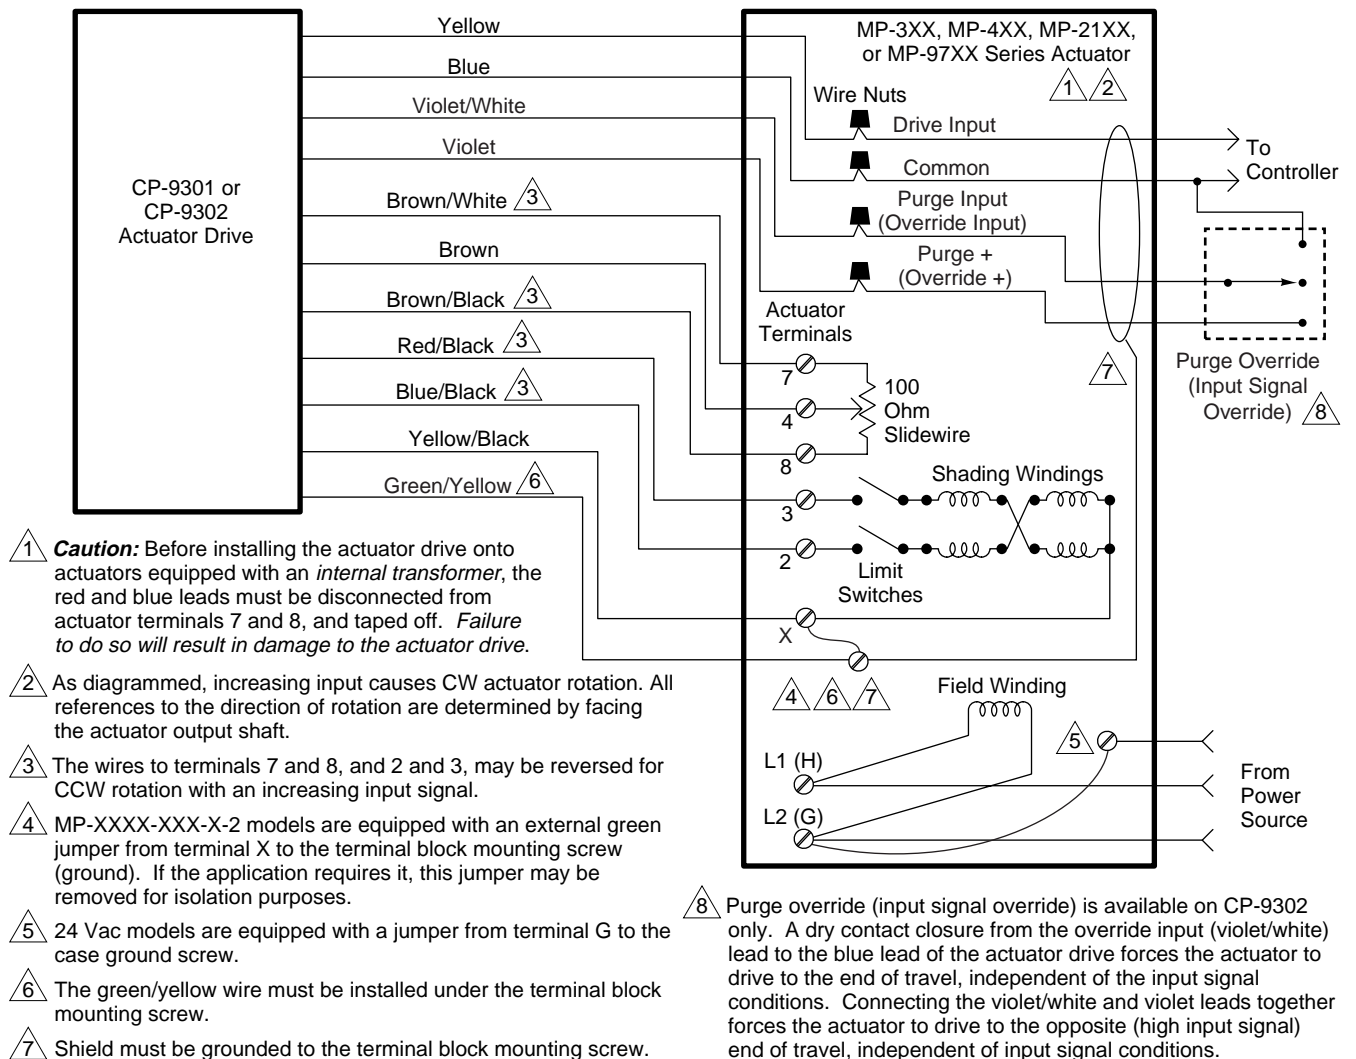 Yellow
Blue
Violet/White
Violet
Brown/White 3
Brown
Brown/Black 3
Red/Black 3
Blue/Black 3
Yellow/Black
Green/Yellow 6
CP-9301 or
CP-9302
Actuator Drive
MP-3XX, MP-4XX, MP-21XX,
or MP-97XX Series Actuator
1 2
Wire Nuts
Drive Input
Common
Purge Input
(Override Input)
Purge +
(Override +)
To
Controller
Actuator
Terminals
7
4
8
3
2
X
100
Ohm
Slidewire
7
Purge Override
(Input Signal
Override) 8
Shading Windings
Limit
Switches
4 6 7
Field Winding
5
L1 (H)
L2 (G)
From
Power
Source
1 Caution: Before installing the actuator drive onto
actuators equipped with an internal transformer, the
red and blue leads must be disconnected from
actuator terminals 7 and 8, and taped off. Failure
to do so will result in damage to the actuator drive.
2 As diagrammed, increasing input causes CW actuator rotation. All
references to the direction of rotation are determined by facing
the actuator output shaft.
3 The wires to terminals 7 and 8, and 2 and 3, may be reversed for
CCW rotation with an increasing input signal.
4 MP-XXXX-XXX-X-2 models are equipped with an external green
jumper from terminal X to the terminal block mounting screw
(ground). If the application requires it, this jumper may be
removed for isolation purposes.
5 24 Vac models are equipped with a jumper from terminal G to the
case ground screw.
6 The green/yellow wire must be installed under the terminal block
mounting screw.
7 Shield must be grounded to the terminal block mounting screw.
8 Purge override (input signal override) is available on CP-9302
only. A dry contact closure from the override input (violet/white)
lead to the blue lead of the actuator drive forces the actuator to
drive to the end of travel, independent of the input signal
conditions. Connecting the violet/white and violet leads together
forces the actuator to drive to the opposite (high input signal)
end of travel, independent of input signal conditions.